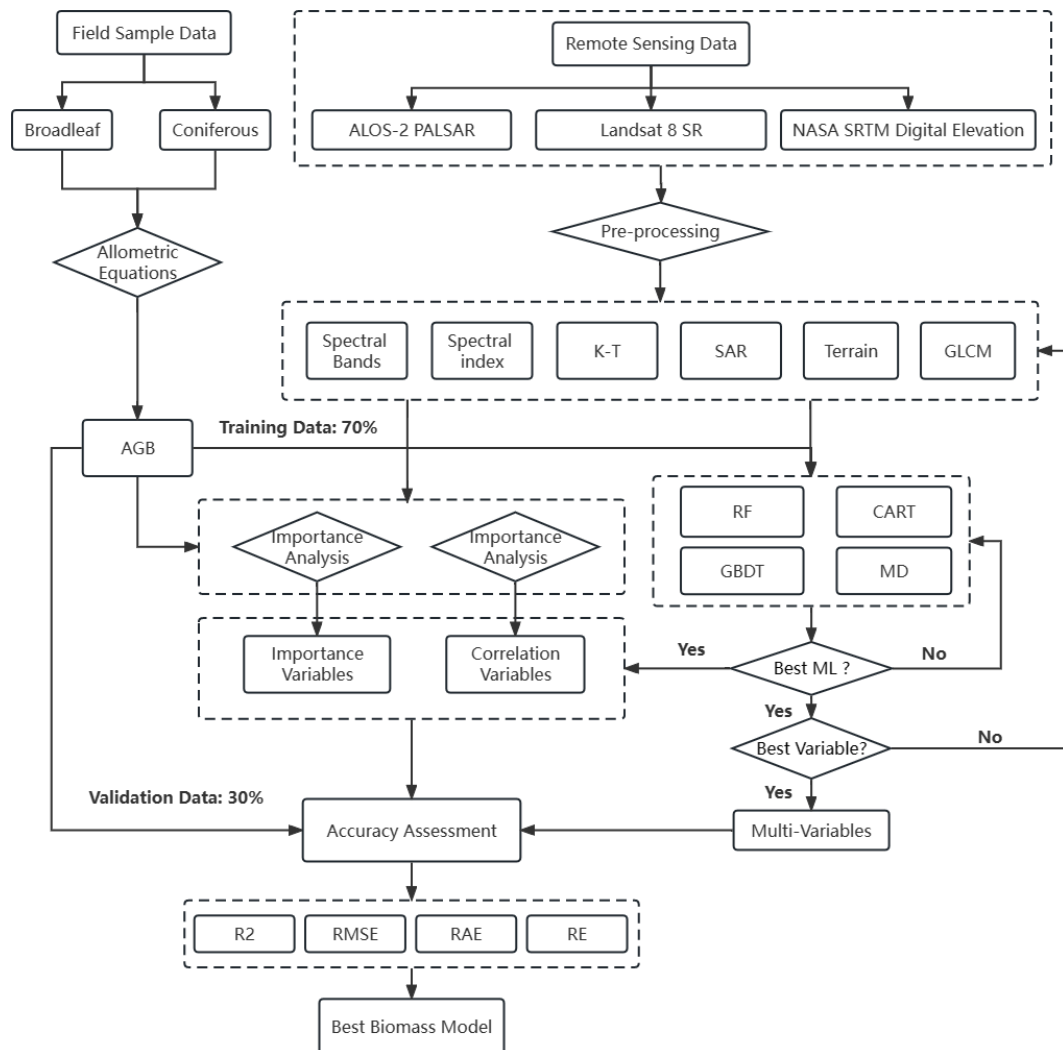 Field Sample Data
Remote Sensing Data
Broadleaf
Coniferous
ALOS-2 PALSAR
Landsat 8 SR
NASA SRTM Digital Elevation
Pre-processing
Allometric
Equations
Spectral
Bands
Spectral
index
K-T
SAR
Terrain
GLCM
Training Data: 70%
AGB
RF
CART
GBDT
MD
Importance
Analysis
Importance
Analysis
Importance
Variables
Correlation
Variables
Yes
Best ML ?
No
Yes
Best Variable?
No
Yes
Validation Data: 30%
Accuracy Assessment
Multi-Variables
R2
RMSE
RAE
RE
Best Biomass Model